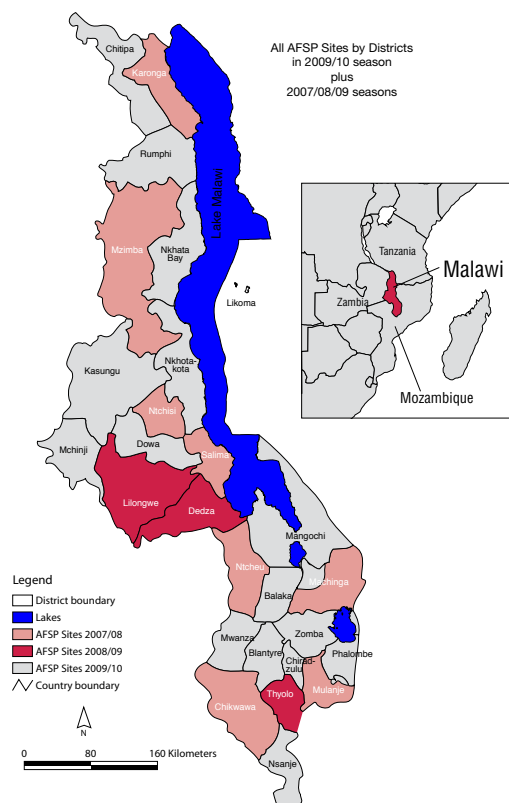 All AFSP Sites by Districts
in 2009/10 season
plus
2007/08/09 seasons
Chitipa
Karonga
Rumphi
Lake Malawi
Mzimba
Nkhata
Bay
Likoma
Tanzania
Malawi
Zambia
Mozambique
Kasungu
Nkhota-
kota
Ntchisi
Mchinji
Dowa
Salima
Lilongwe
Dedza
Mangochi
Ntcheu
Machinga
Balaka
Mwanza
Zomba
Blantyre
Chiradz-
zulu
Phalombe
Thyolo
Mulanje
Chikwawa
Nsanje
Legend
District boundary
Lakes
AFSP Sites 2007/08
AFSP Sites 2008/09
AFSP Sites 2009/10
Country boundary
N
0 80 160 Kilometers